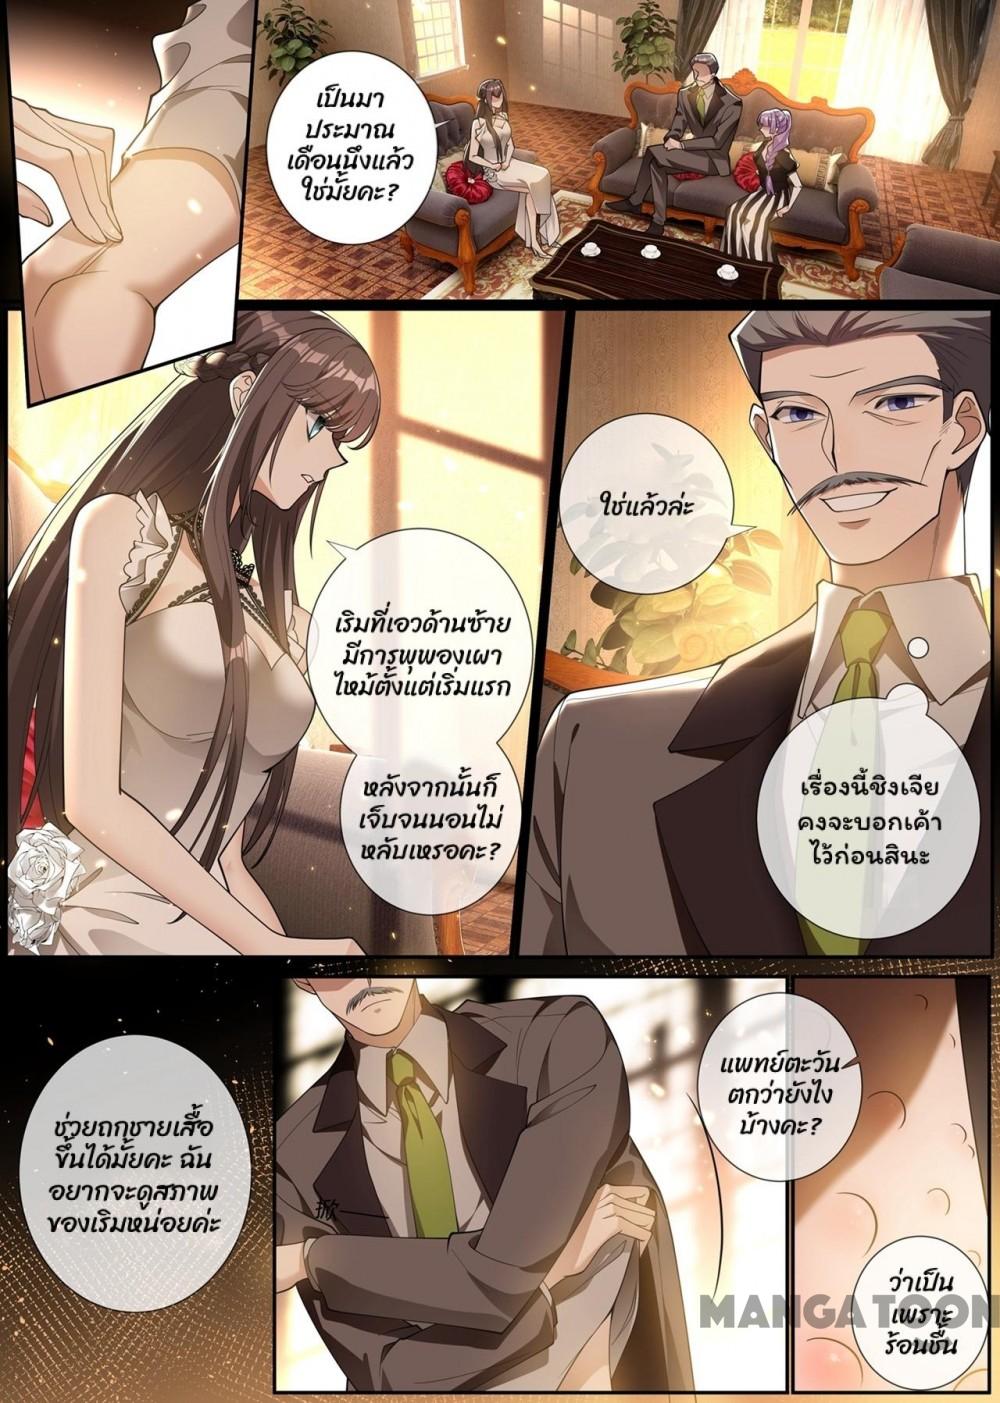 เป็นมา
ประมาณ
เดือนนึงแล้ว
ใช่มั้ยคะ?
ใช่แล้วล่ะ
เริมที่เอวด้านซ้าย
มีการพุพองเผา
ไหม้ตั้งแต่เริ่มแรก
หลังจากนั้นก็
เจ็บจนนอนไม่
หลับเหรอคะ?
เรื่องนี้ชิงเจีย
คงจะบอกเค้า
ไว้ก่อนสินะ
ช่วยถกชายเสื้อ
ขึ้นได้มั้ยคะ ฉัน
อยากจะดูสภาพ
ของเริมหน่อยค่ะ
掀
แพทย์ตะวัน
ตกว่ายังไง
บ้างคะ?
ว่าเป็น
เพราะ
ร้อนชื้น
MANGATOON